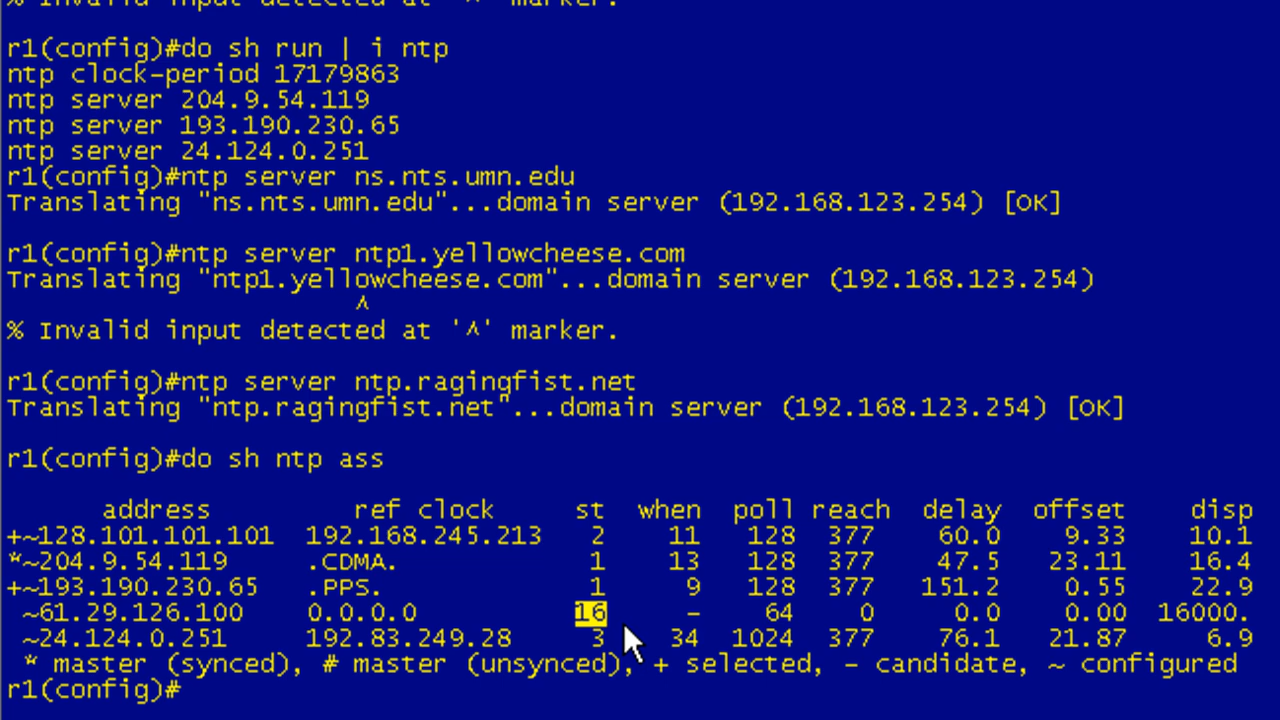 % Invalid input detected at '^' marker.
r1(config)#do sh run | i ntp
ntp clock-period 17179863
ntp server 204.9.54.119
ntp server 193.190.230.65
ntp server 24.124.0.251
r1(config)#ntp server ns.nts.umn.edu
Translating "ns.nts.umn.edu"...domain server (192.168.123.254) [OK]
r1(config)#ntp server ntp1.yellowcheese.com
Translating "ntp1.yellowcheese.com"...domain server (192.168.123.254)
^
% Invalid input detected at '^' marker.
r1(config)#ntp server ntp.ragingfist.net
Translating "ntp.ragingfist.net"...domain server (192.168.123.254) [OK]
r1(config)#do sh ntp ass
address ref clock st when poll reach delay offset disp
+~128.101.101.101 192.168.245.213 2 11 128 377 60.0 9.33 10.1
*~204.9.54.119 .CDMA. 1 13 128 377 47.5 23.11 16.4
+~193.190.230.65 .PPS. 1 9 128 377 151.2 0.55 22.9
~61.29.126.100 0.0.0.0 16 - 64 0 0.0 0.00 16000.
~24.124.0.251 192.83.249.28 3 34 1024 377 76.1 21.87 6.9
* master (synced), # master (unsynced), + selected, - candidate, ~ configured
r1(config)#